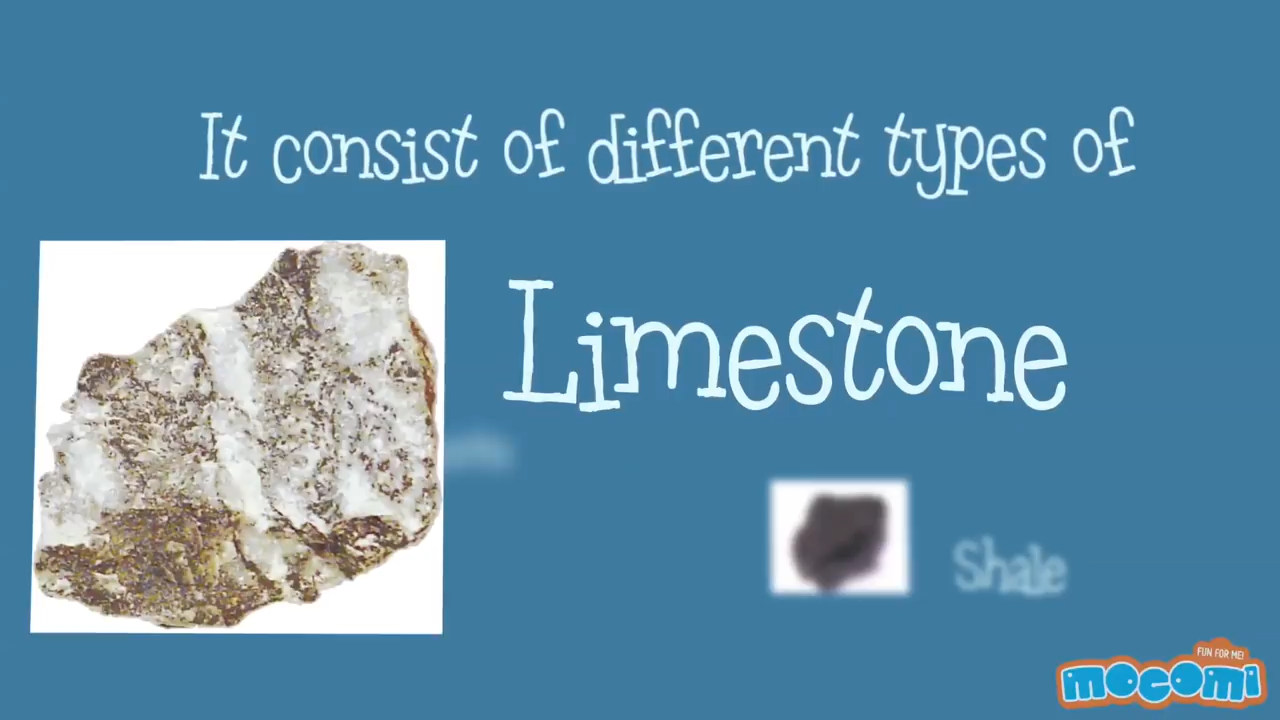 It consist of different types of
Limestone
Shale
FUN FOR ME!
mocomi